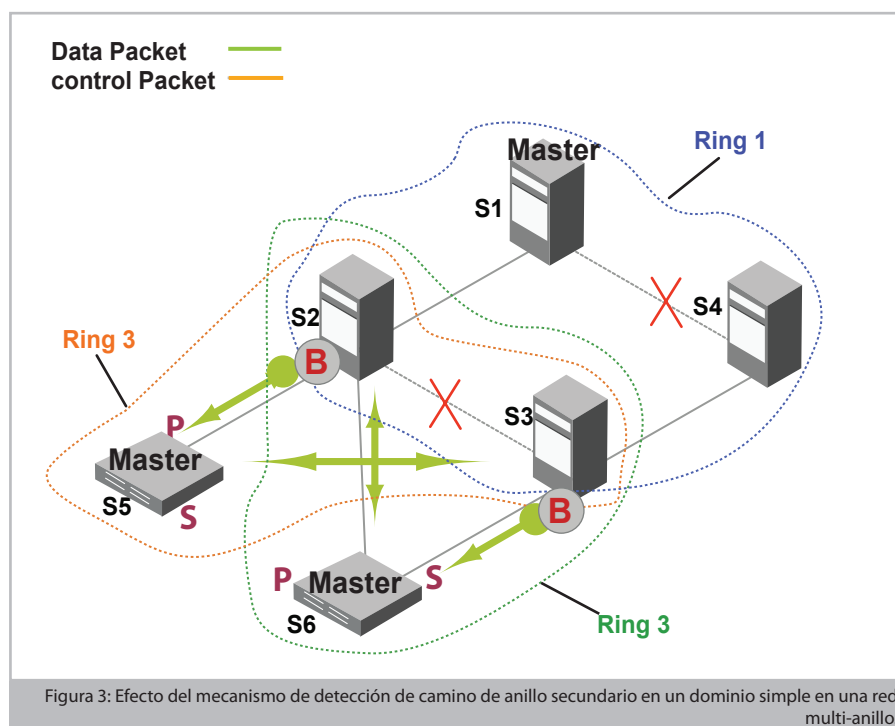 Data Packet
control Packet
Ring 1
Master
S1
S2
S4
Ring 3
B
S3
P
Master
S5
S
B
P
Master
S
S6
Ring 3
Figura 3: Efecto del mecanismo de detección de camino de anillo secundario en un dominio simple en una red
multi-anillo